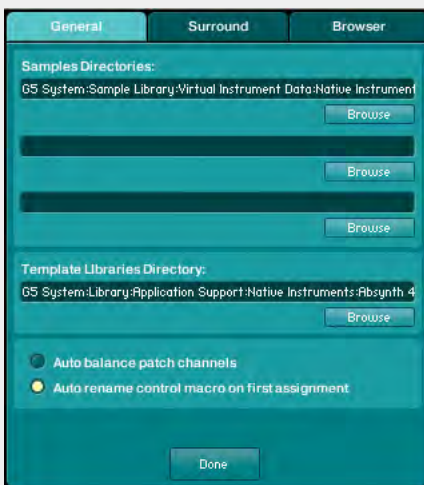 General Surround Browser
Samples Directories:
G5 System:Sample Library:Virtual Instrument Data:Native Instrument
Browse
Browse
Browse
Template LIbraries Directory:
G5 System:Library:Application Support:Native Instruments:Absynth 4
Browse
Auto balance patch channels
Auto rename control macro on first assignment
Done